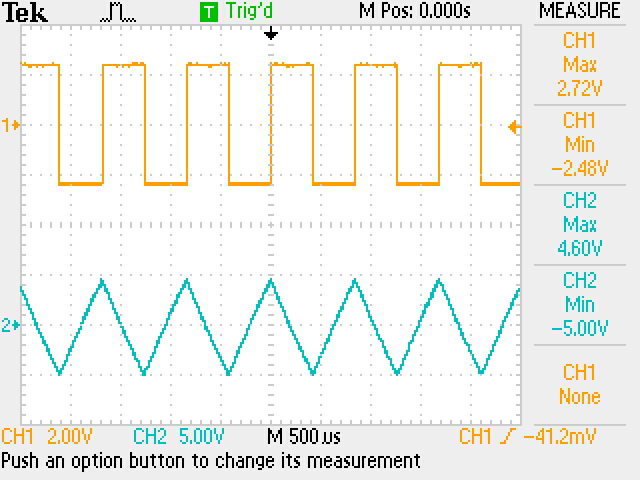 Tek T Trig'd M Pos: 0.000s MEASURE
CH1
Max
2.72V
1
CH1
Min
−2.48V
CH2
Max
4.60V
CH2
Min
−5.00V
2
CH1
None
CH1 2.00V CH2 5.00V M 500µs CH1 −41.2mV
Push an option button to change its measurement